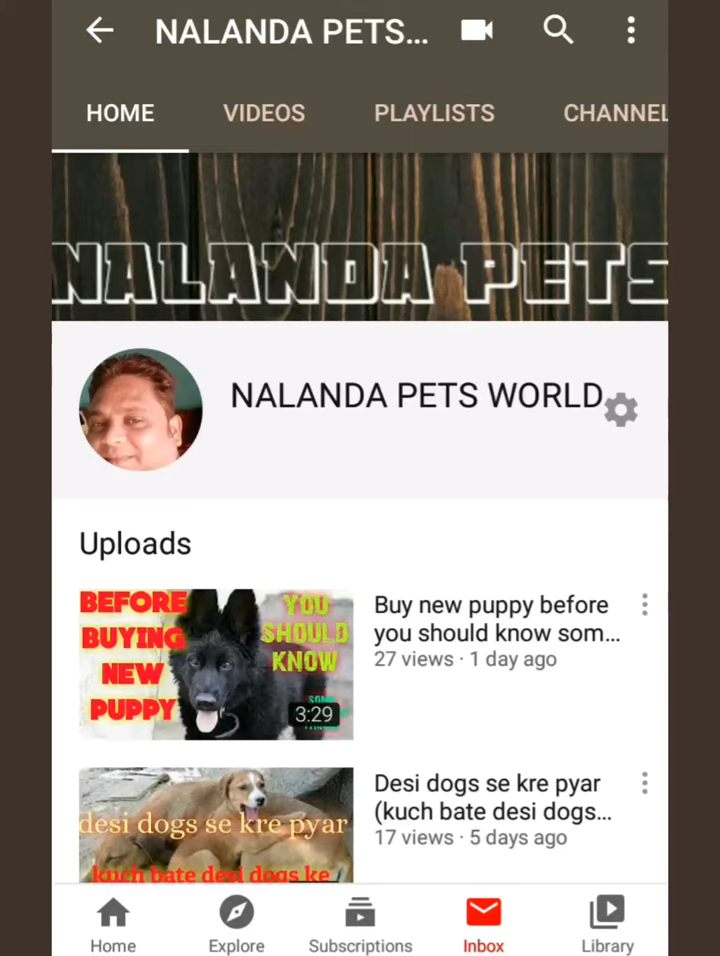 NALANDA PETS...
HOME VIDEOS PLAYLISTS CHANNEL
NALANDA PETS
NALANDA PETS WORLD
Uploads
BEFORE
BUYING
NEW
PUPPY
YOU
SHOULD
KNOW
3:29
Buy new puppy before
you should know som...
27 views · 1 day ago
desi dogs se kre pyar
kuch bate desi dogs ke
Desi dogs se kre pyar
(kuch bate desi dogs...
17 views · 5 days ago
Home Explore Subscriptions Inbox Library